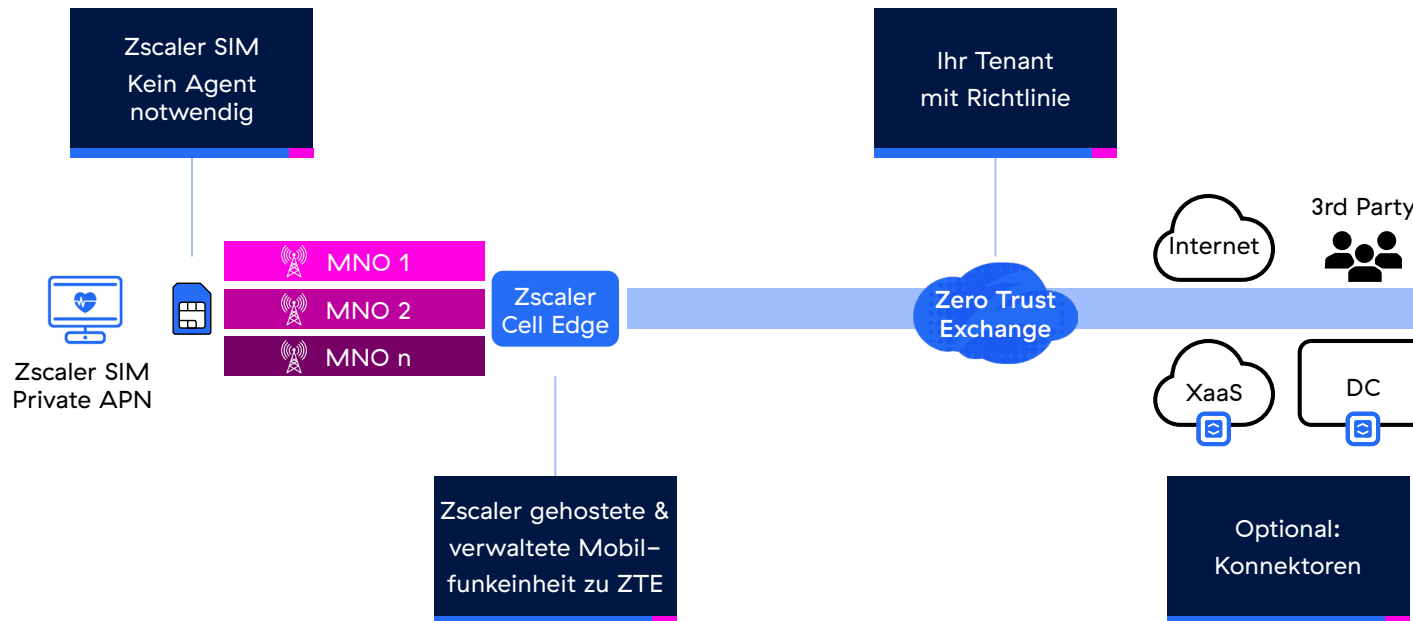 Zscaler SIM
Kein Agent
notwendig
Ihr Tenant
mit Richtlinie
Zscaler SIM
Private APN
MNO 1
MNO 2
MNO n
Zscaler
Cell Edge
Zero Trust
Exchange
Internet
3rd Party
XaaS
DC
Zscaler gehostete &
verwaltete Mobil–
funkeinheit zu ZTE
Optional:
Konnektoren